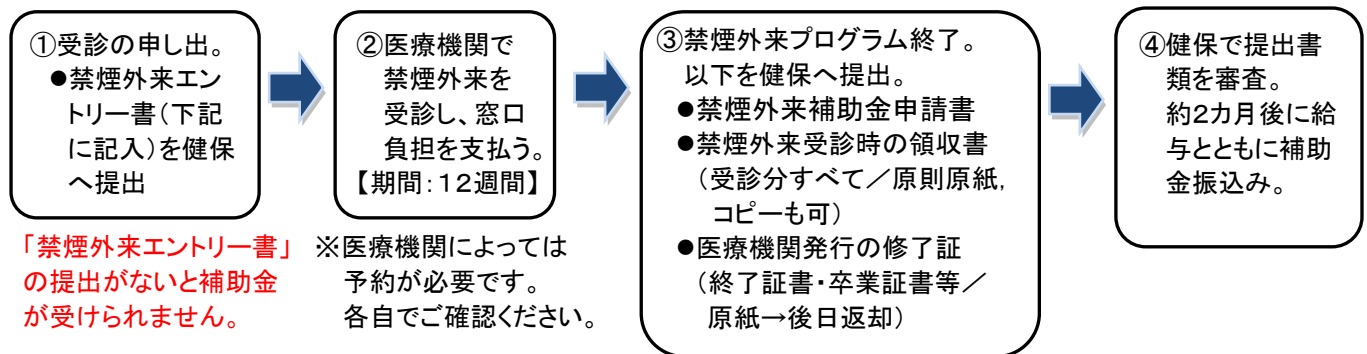 ①受診の申し出。
●禁煙外来エン
トリー書(下記
に記入)を健保
へ提出
「禁煙外来エントリー書」
の提出がないと補助金
が受けられません。
②医療機関で
禁煙外来を
受診し、窓口
負担を支払う。
【期間:12週間】
※医療機関によっては
予約が必要です。
各自でご確認ください。
③禁煙外来プログラム終了。
以下を健保へ提出。
●禁煙外来補助金申請書
●禁煙外来受診時の領収書
(受診分すべて/原則原紙,
コピーも可)
●医療機関発行の修了証
(終了証書・卒業証書等/
原紙→後日返却)
④健保で提出書
類を審査。
約2カ月後に給
与とともに補助
金振込み。